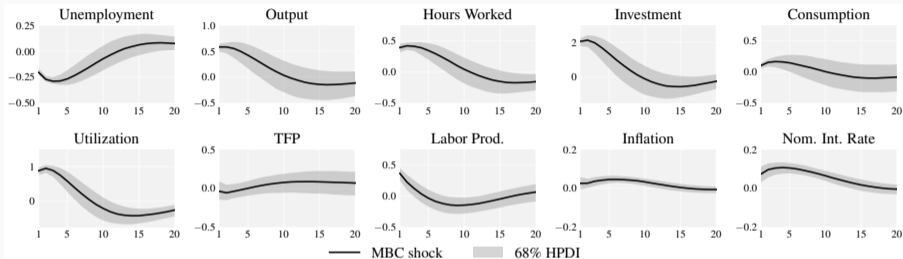 Unemployment
0.25
0.00
−0.25
−0.50
1 5 10 15 20
Output
1.0
0.5
0.0
−0.5
1 5 10 15 20
Hours Worked
0.5
0.0
−0.5
1 5 10 15 20
Investment
2
0
1 5 10 15 20
Consumption
0.5
0.0
−0.5
1 5 10 15 20
Utilization
1
0
1 5 10 15 20
TFP
0.5
0.0
−0.5
1 5 10 15 20
Labor Prod.
0.5
0.0
−0.5
1 5 10 15 20
Inflation
0.2
0.0
−0.2
1 5 10 15 20
Nom. Int. Rate
0.2
0.0
−0.2
1 5 10 15 20
MBC shock 68% HPDI